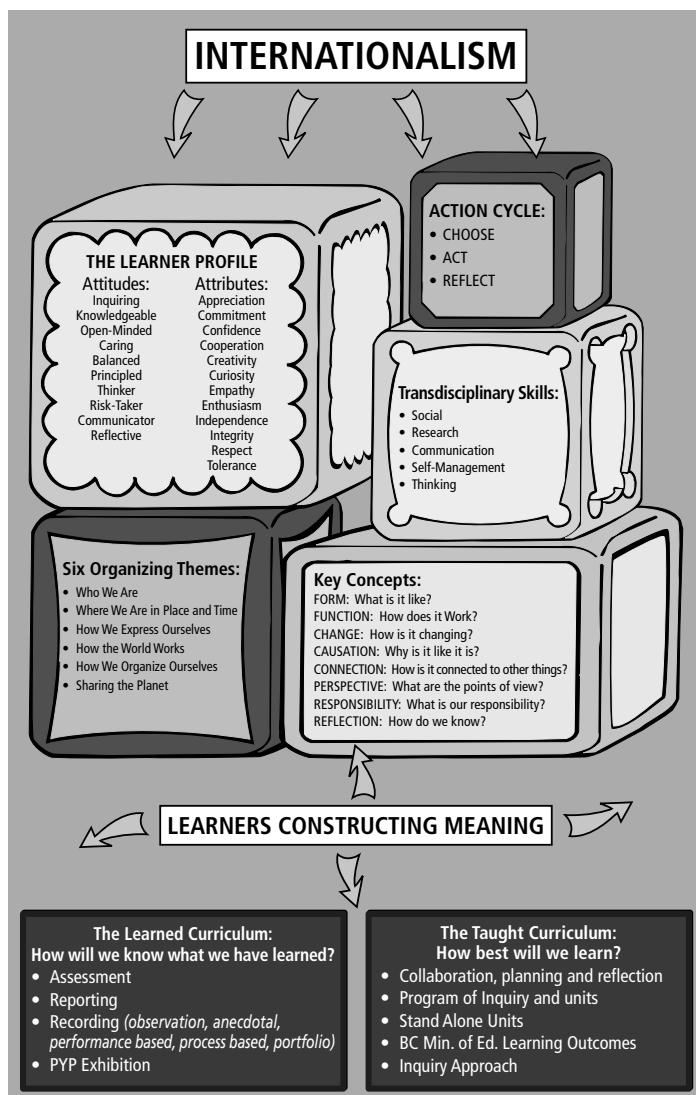 INTERNATIONALISM
ACTION CYCLE:
• CHOOSE
• ACT
• REFLECT
THE LEARNER PROFILE
Attitudes:
Inquiring
Knowledgeable
Open-Minded
Caring
Balanced
Principled
Thinker
Risk-Taker
Communicator
Reflective
Attributes:
Appreciation
Commitment
Confidence
Cooperation
Creativity
Curiosity
Empathy
Enthusiasm
Independence
Integrity
Respect
Tolerance
Transdisciplinary Skills:
• Social
• Research
• Communication
• Self-Management
• Thinking
Six Organizing Themes:
• Who We Are
• Where We Are in Place and Time
• How We Express Ourselves
• How the World Works
• How We Organize Ourselves
• Sharing the Planet
Key Concepts:
FORM: What is it like?
FUNCTION: How does it Work?
CHANGE: How is it changing?
CAUSATION: Why is it like it is?
CONNECTION: How is it connected to other things?
PERSPECTIVE: What are the points of view?
RESPONSIBILITY: What is our responsibility?
REFLECTION: How do we know?
LEARNERS CONSTRUCTING MEANING
The Learned Curriculum:
How will we know what we have learned?
• Assessment
• Reporting
• Recording (observation, anecdotal,
performance based, process based, portfolio)
• PYP Exhibition
The Taught Curriculum:
How best will we learn?
• Collaboration, planning and reflection
• Program of Inquiry and units
• Stand Alone Units
• BC Min. of Ed. Learning Outcomes
• Inquiry Approach